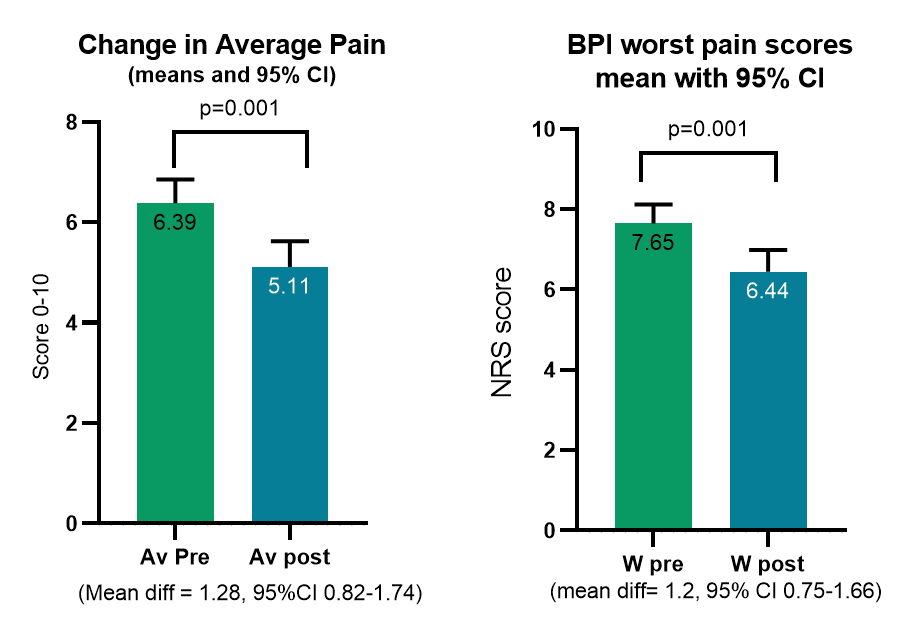 Change in Average Pain
(means and 95% CI)
p=0.001
8
6
4
2
0
Score 0-10
6.39
5.11
Av Pre
Av post
(Mean diff = 1.28, 95%CI 0.82-1.74)
BPI worst pain scores
mean with 95% CI
p=0.001
10
8
6
4
2
0
NRS score
7.65
6.44
W pre
W post
(mean diff= 1.2, 95% CI 0.75-1.66)